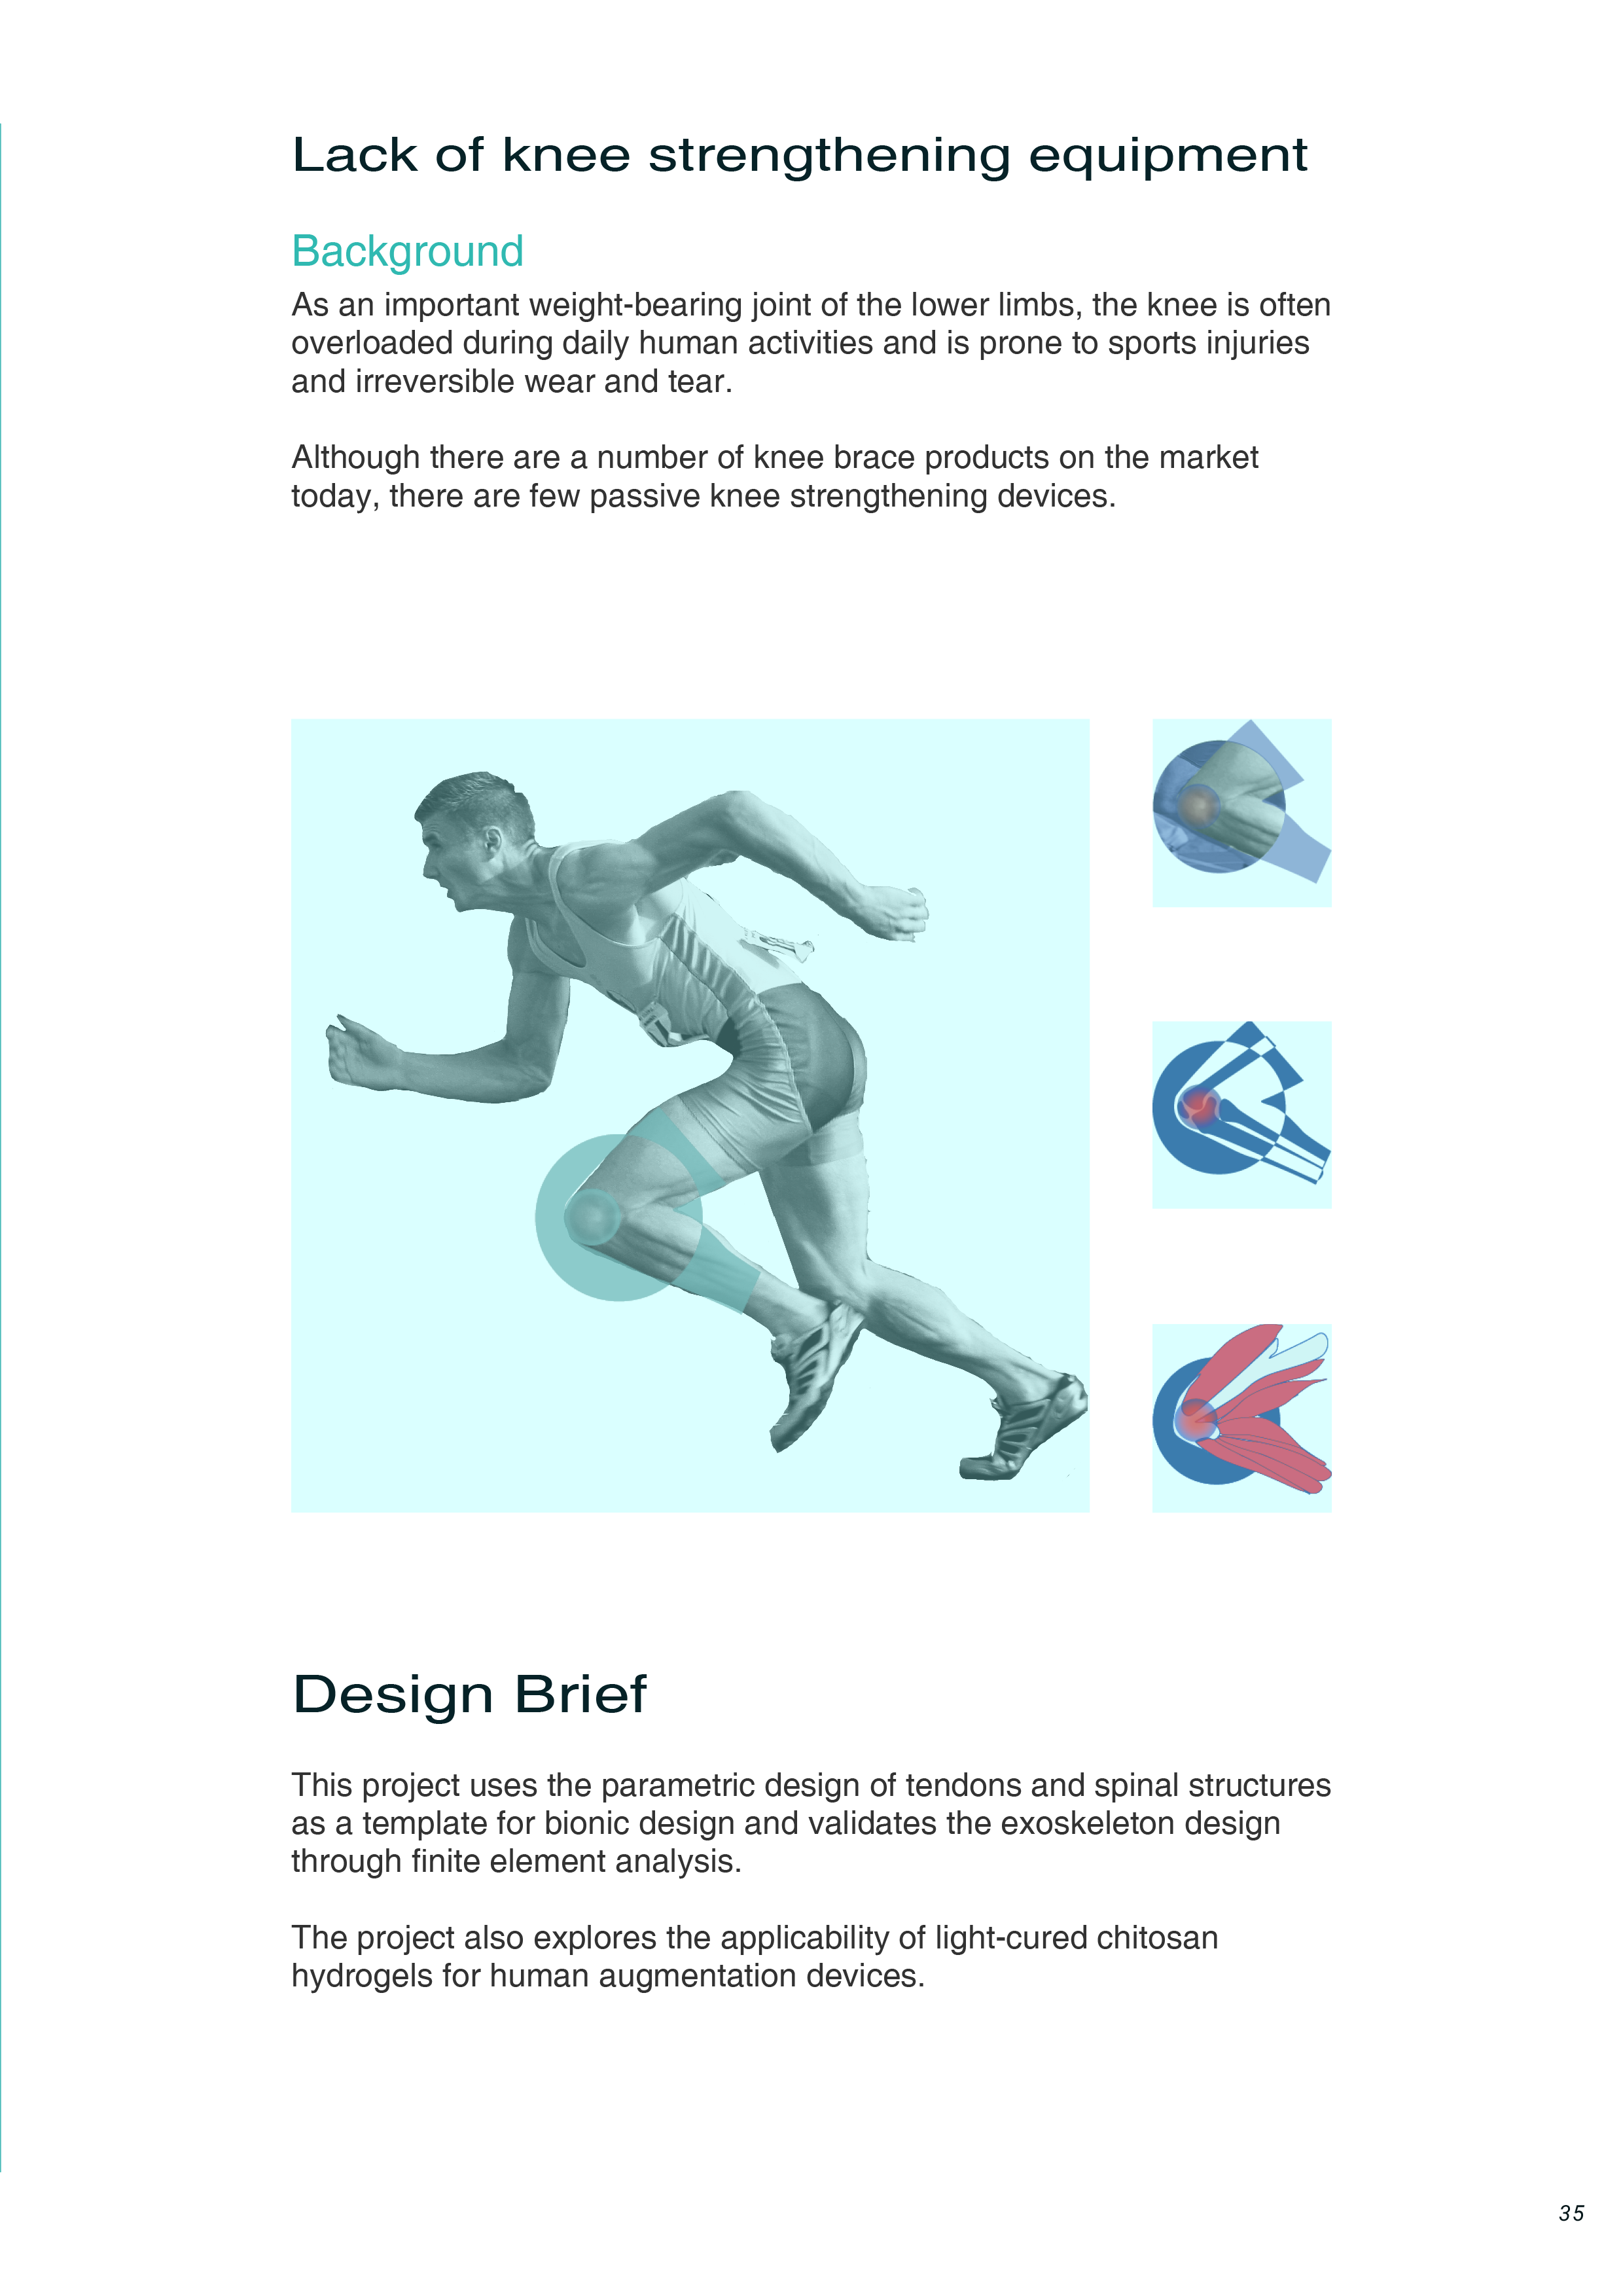 Lack of knee strengthening equipment
Background
As an important weight-bearing joint of the lower limbs, the knee is often
overloaded during daily human activities and is prone to sports injuries
and irreversible wear and tear.
Although there are a number of knee brace products on the market
today, there are few passive knee strengthening devices.
Design Brief
This project uses the parametric design of tendons and spinal structures
as a template for bionic design and validates the exoskeleton design
through finite element analysis.
The project also explores the applicability of light-cured chitosan
hydrogels for human augmentation devices.
35